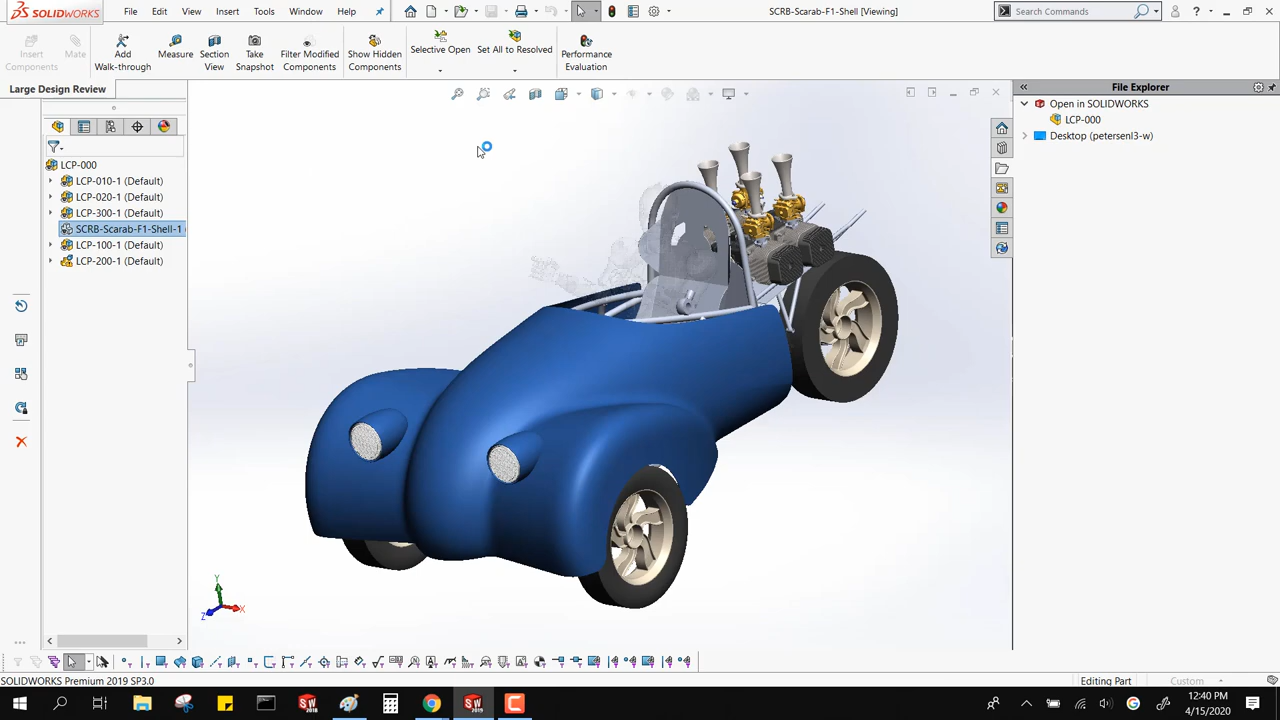 SOLIDWORKS File Edit View Insert Tools Window Help SCRB-Scarab-F1-Shell [Viewing] Search Commands
Insert Components
Mate
Add Walk-through
Measure
Section View
Take Snapshot
Filter Modified Components
Show Hidden Components
Selective Open
Set All to Resolved
Performance Evaluation
Large Design Review
File Explorer
Open in SOLIDWORKS
LCP-000
Desktop (petersenl3-w)
LCP-000
LCP-010-1 (Default)
LCP-020-1 (Default)
LCP-300-1 (Default)
SCRB-Scarab-F1-Shell-1
LCP-100-1 (Default)
LCP-200-1 (Default)
Y
Z X
SOLIDWORKS Premium 2019 SP3.0 Editing Part Custom
12:40 PM
4/15/2020